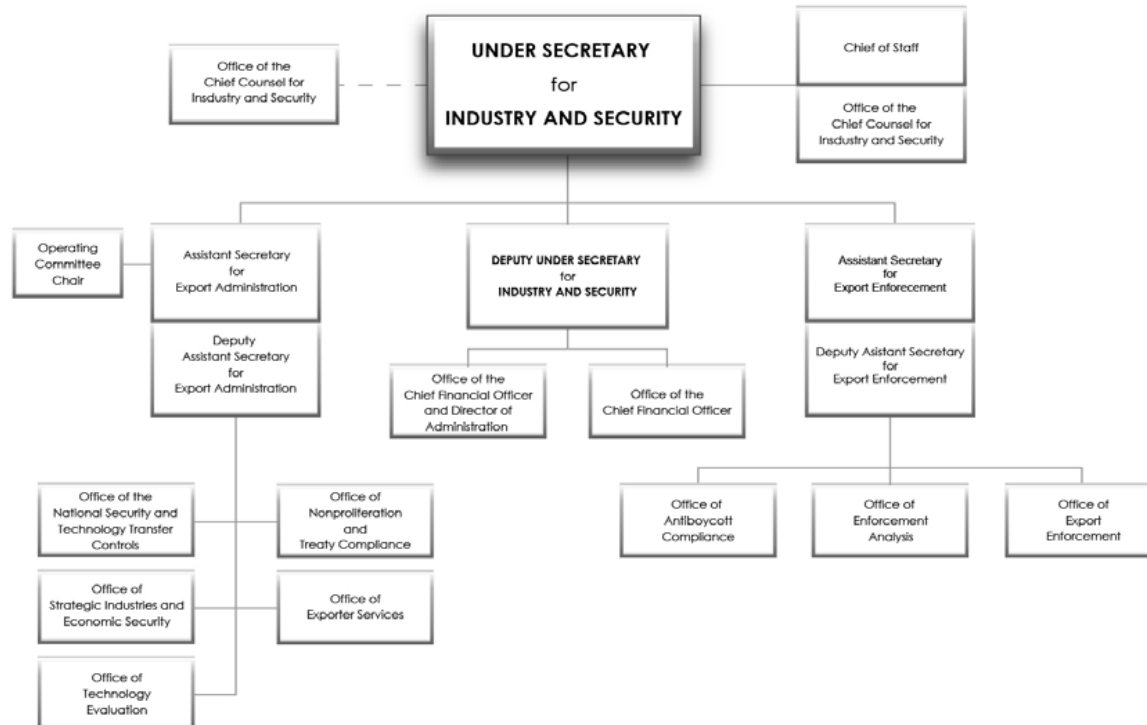 Office of the
Chief Counsel for
Insdustry and Security
UNDER SECRETARY
for
INDUSTRY AND SECURITY
Chief of Staff
Office of the
Chief Counsel for
Insdustry and Security
Operating
Committee
Chair
Assistant Secretary
for
Export Administration
Deputy
Assistant Secretary
for
Export Administration
DEPUTY UNDER SECRETARY
for
INDUSTRY AND SECURITY
Assistant Secretary
for
Export Enforecement
Deputy Asistant Secretary
for
Export Enforcement
Office of the
Chief Financial Officer
and Director of
Administration
Office of the
Chief Financial Officer
Office of the
National Security and
Technology Transfer
Controls
Office of
Nonproliferation
and
Treaty Compliance
Office of
Strategic Industries and
Economic Security
Office of
Exporter Services
Office of
Technology
Evaluation
Office of
Antiboycott
Compliance
Office of
Enforcement
Analysis
Office of
Export
Enforcement